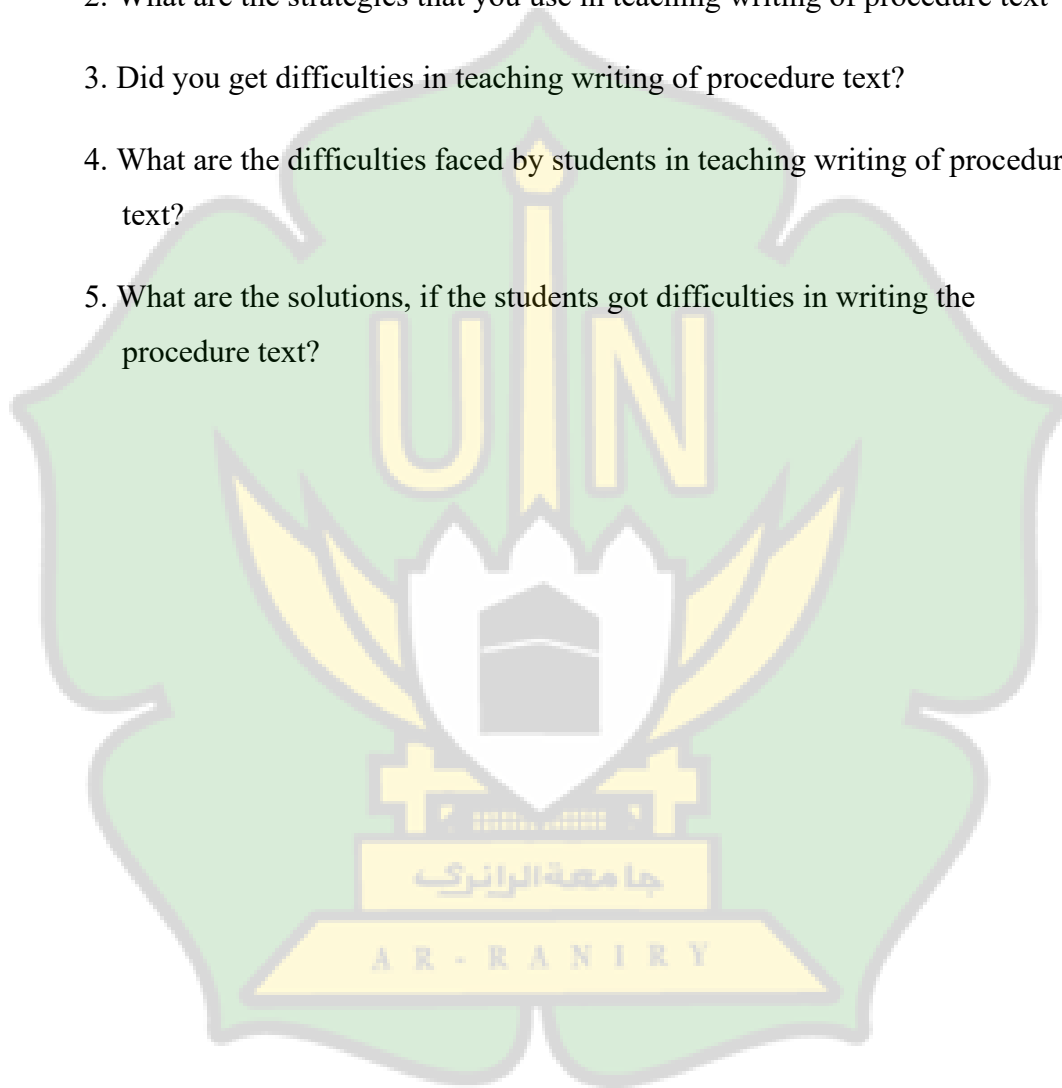 2. What are the strategies that you use in teaching writing of procedure text
3. Did you get difficulties in teaching writing of procedure text?
4. What are the difficulties faced by students in teaching writing of procedur
text?
5. What are the solutions, if the students got difficulties in writing the
procedure text?
UIN
جامعة الرانري
AR-RANIRY